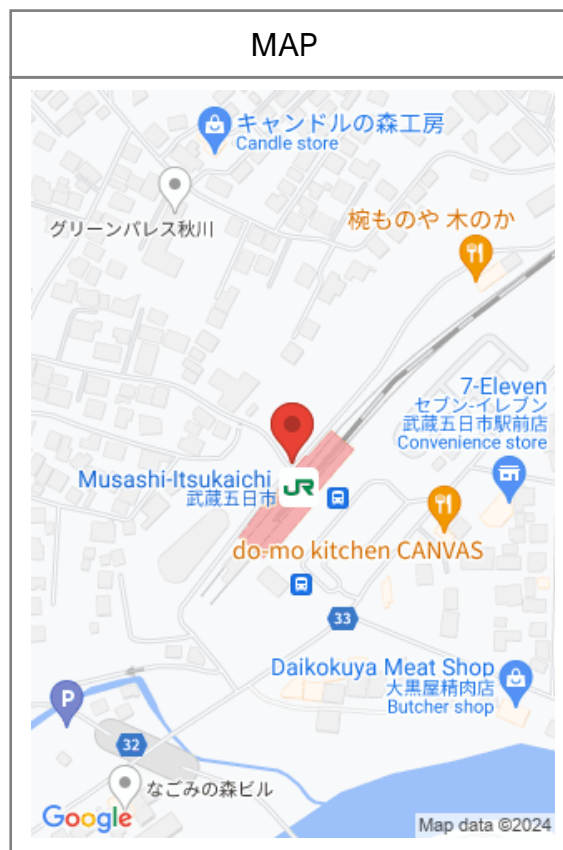 MAP
キャンドルの森工房
Candle store
グリーンパレス秋川
椀ものや 木のか
7-Eleven
セブン-イレブン
武蔵五日市駅前店
Convenience store
Musashi-Itsukaichi
武蔵五日市
JR
do-mo kitchen CANVAS
33
Daikokuya Meat Shop
大黒屋精肉店
Butcher shop
P
32
なごみの森ビル
Google
Map data ©2024